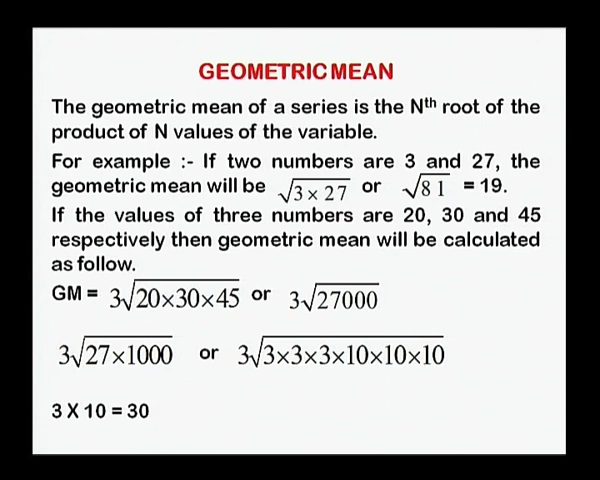 GEOMETRIC MEAN
The geometric mean of a series is the Nth root of the
product of N values of the variable.
For example :- If two numbers are 3 and 27, the
geometric mean will be √3 × 27 or √81 = 19.
If the values of three numbers are 20, 30 and 45
respectively then geometric mean will be calculated
as follow.
GM = 3√20×30×45 or 3√27000
3√27×1000 or 3√3×3×3×10×10×10
3 X 10 = 30